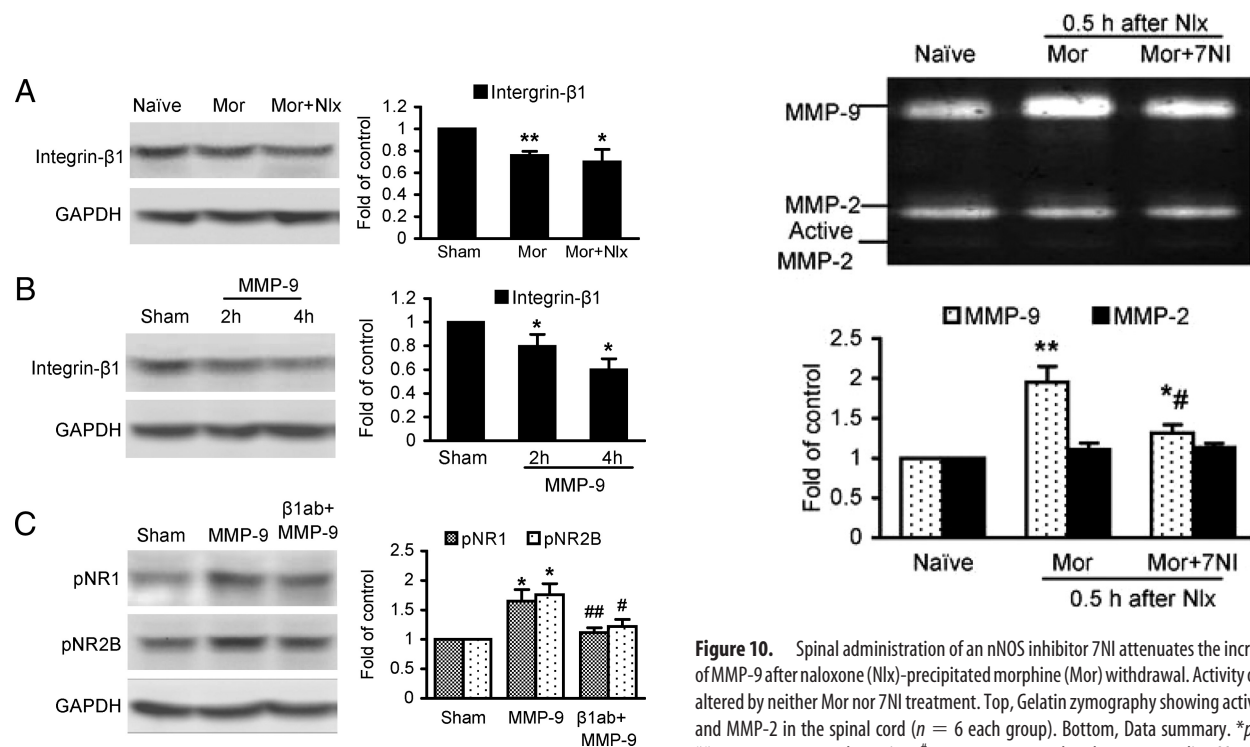 A
Naïve Mor Mor+Nlx
Integrin-β1
GAPDH
Intergrin-β1
Fold of control
1.2
1
0.8
0.6
0.4
0.2
0
Sham Mor Mor+Nlx
** *
B
MMP-9
Sham 2h 4h
Integrin-β1
GAPDH
Integrin-β1
Fold of control
1.2
1
0.8
0.6
0.4
0.2
0
* *
Sham 2h 4h
MMP-9
C
Sham MMP-9 β1ab+
MMP-9
pNR1
pNR2B
GAPDH
pNR1 pNR2B
Fold of control
2.5
2
1.5
1
0.5
0
* * ## #
Sham MMP-9 β1ab+
MMP-9
0.5 h after Nlx
Naïve Mor Mor+7NI
MMP-9
MMP-2
Active
MMP-2
MMP-9 MMP-2
Fold of control
2.5
2
1.5
1
0.5
0
** *#
Naïve Mor Mor+7NI
0.5 h after Nlx
Figure 10. Spinal administration of an nNOS inhibitor 7NI attenuates the incr
of MMP-9 after naloxone (Nlx)-precipitated morphine (Mor) withdrawal. Activity
altered by neither Mor nor 7NI treatment. Top, Gelatin zymography showing activ
and MMP-2 in the spinal cord (n = 6 each group). Bottom, Data summary. *p